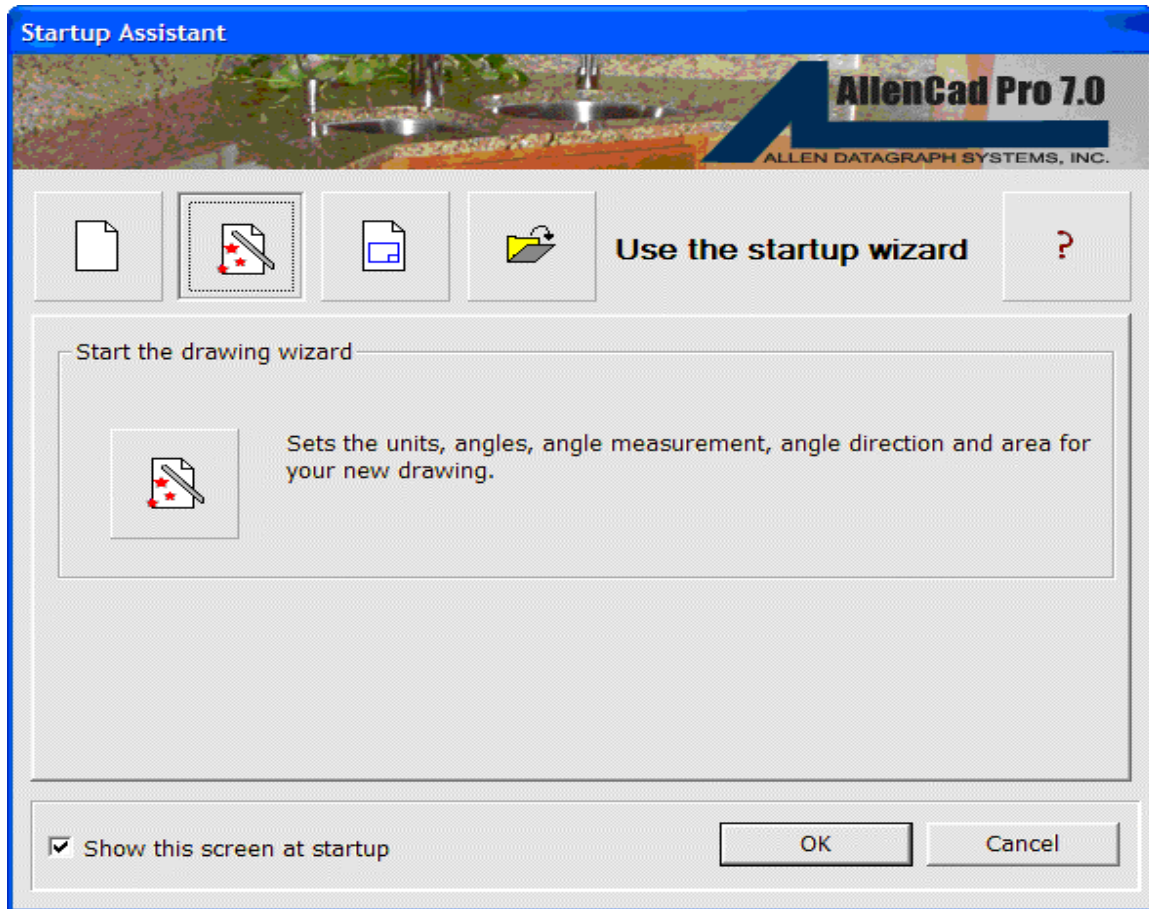 Startup Assistant
AllenCad Pro 7.0
ALLEN DATAGRAPH SYSTEMS, INC.
Use the startup wizard
?
Start the drawing wizard
Sets the units, angles, angle measurement, angle direction and area for
your new drawing.
Show this screen at startup
OK
Cancel